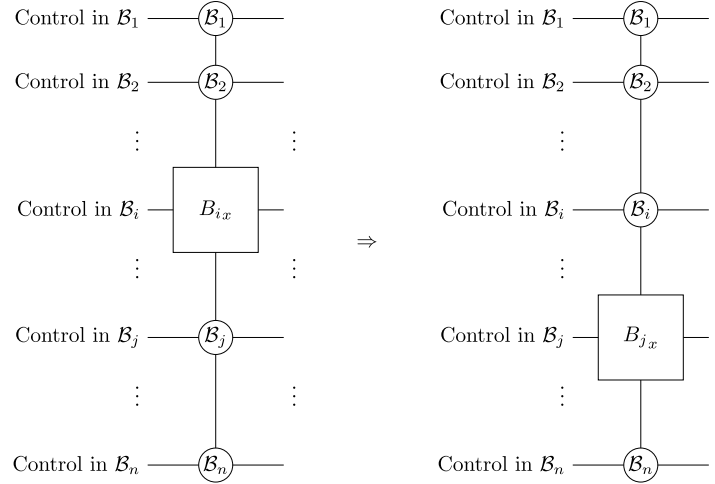 Control in 𝓑₁ 𝓑₁ Control in 𝓑₁ 𝓑₁
Control in 𝓑₂ 𝓑₂ Control in 𝓑₂ 𝓑₂
⋮ ⋮ ⋮
Control in 𝓑ᵢ Bᵢₓ Control in 𝓑ᵢ 𝓑ᵢ
⇒
⋮ ⋮ ⋮
Control in 𝓑ⱼ 𝓑ⱼ Control in 𝓑ⱼ Bⱼₓ
⋮ ⋮ ⋮
Control in 𝓑ₙ 𝓑ₙ Control in 𝓑ₙ 𝓑ₙ